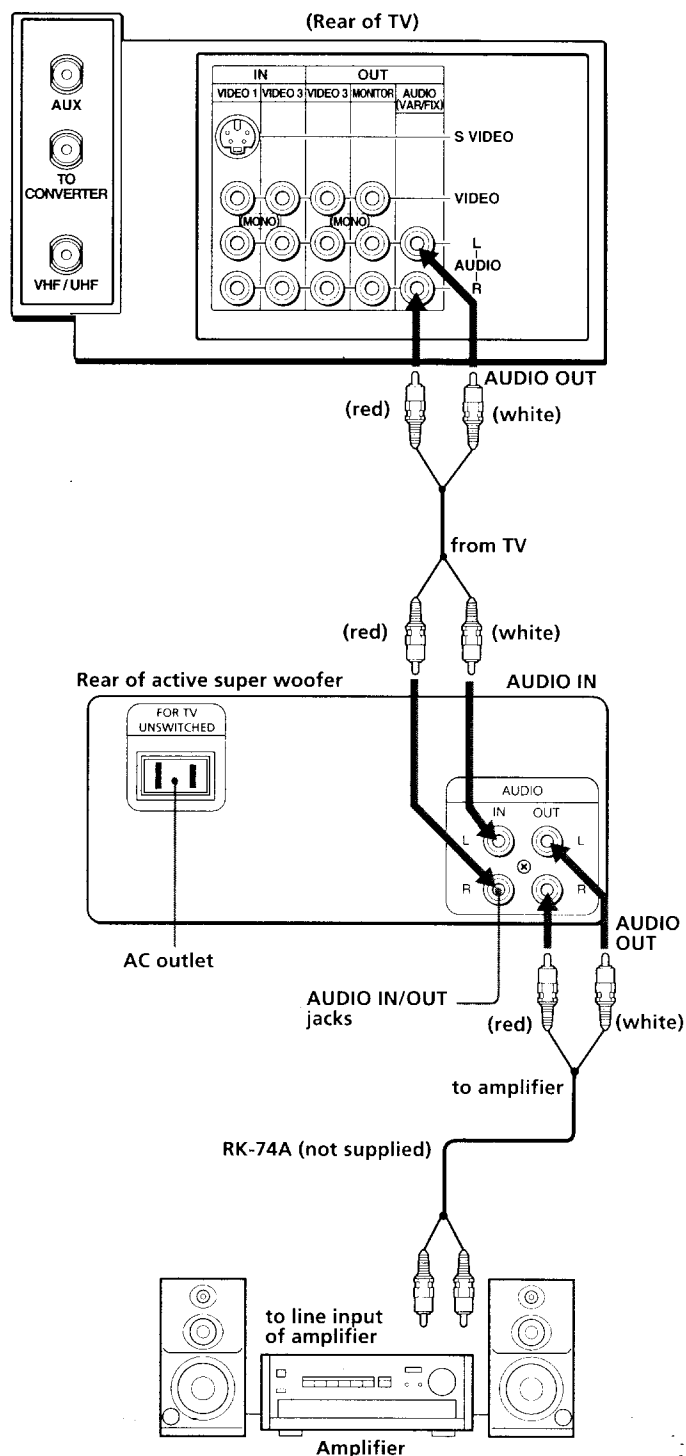 (Rear of TV)
AUX
TO
CONVERTER
VHF / UHF
IN OUT
VIDEO 1 VIDEO 3 VIDEO 3 MONITOR AUDIO
(VAR/FIX)
S VIDEO
VIDEO
(MONO) (MONO)
L
AUDIO
R
AUDIO OUT
(red) (white)
from TV
(red) (white)
Rear of active super woofer AUDIO IN
FOR TV
UNSWITCHED
AUDIO
IN OUT
L L
R R
AUDIO
OUT
AC outlet
AUDIO IN/OUT
jacks
(red) (white)
to amplifier
RK-74A (not supplied)
to line input
of amplifier
Amplifier